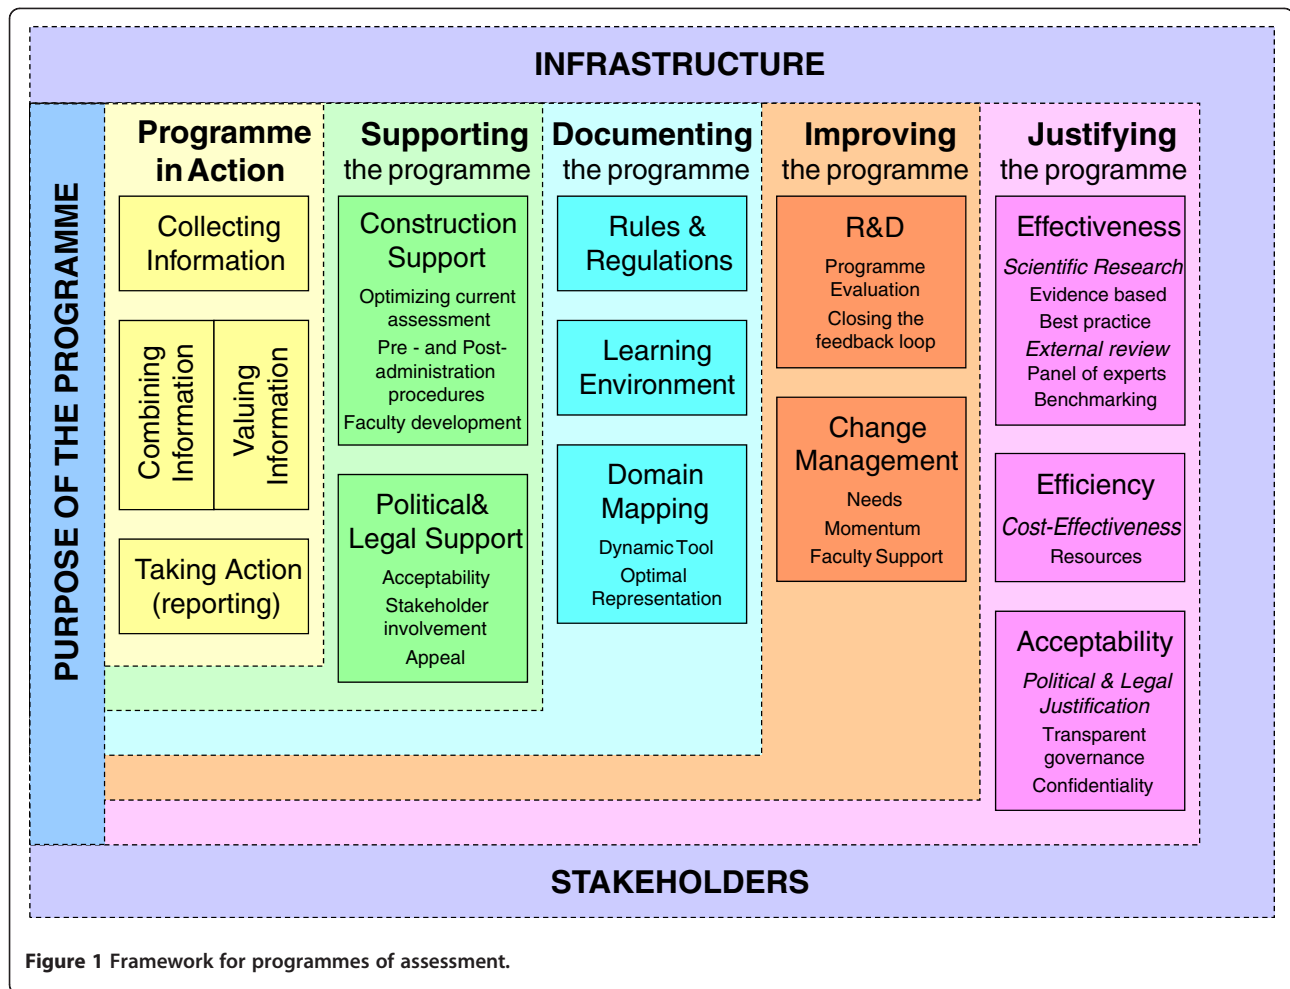 INFRASTRUCTURE
PURPOSE OF THE PROGRAMME
Programme
in Action
Collecting
Information
Combining
Information
Valuing
Information
Taking Action
(reporting)
Supporting
the programme
Construction
Support
Optimizing current
assessment
Pre - and Post-
administration
procedures
Faculty development
Political&
Legal Support
Acceptability
Stakeholder
involvement
Appeal
Documenting
the programme
Rules &
Regulations
Learning
Environment
Domain
Mapping
Dynamic Tool
Optimal
Representation
Improving
the programme
R&D
Programme
Evaluation
Closing the
feedback loop
Change
Management
Needs
Momentum
Faculty Support
Justifying
the programme
Effectiveness
Scientific Research
Evidence based
Best practice
External review
Panel of experts
Benchmarking
Efficiency
Cost-Effectiveness
Resources
Acceptability
Political & Legal
Justification
Transparent
governance
Confidentiality
STAKEHOLDERS
Figure 1 Framework for programmes of assessment.